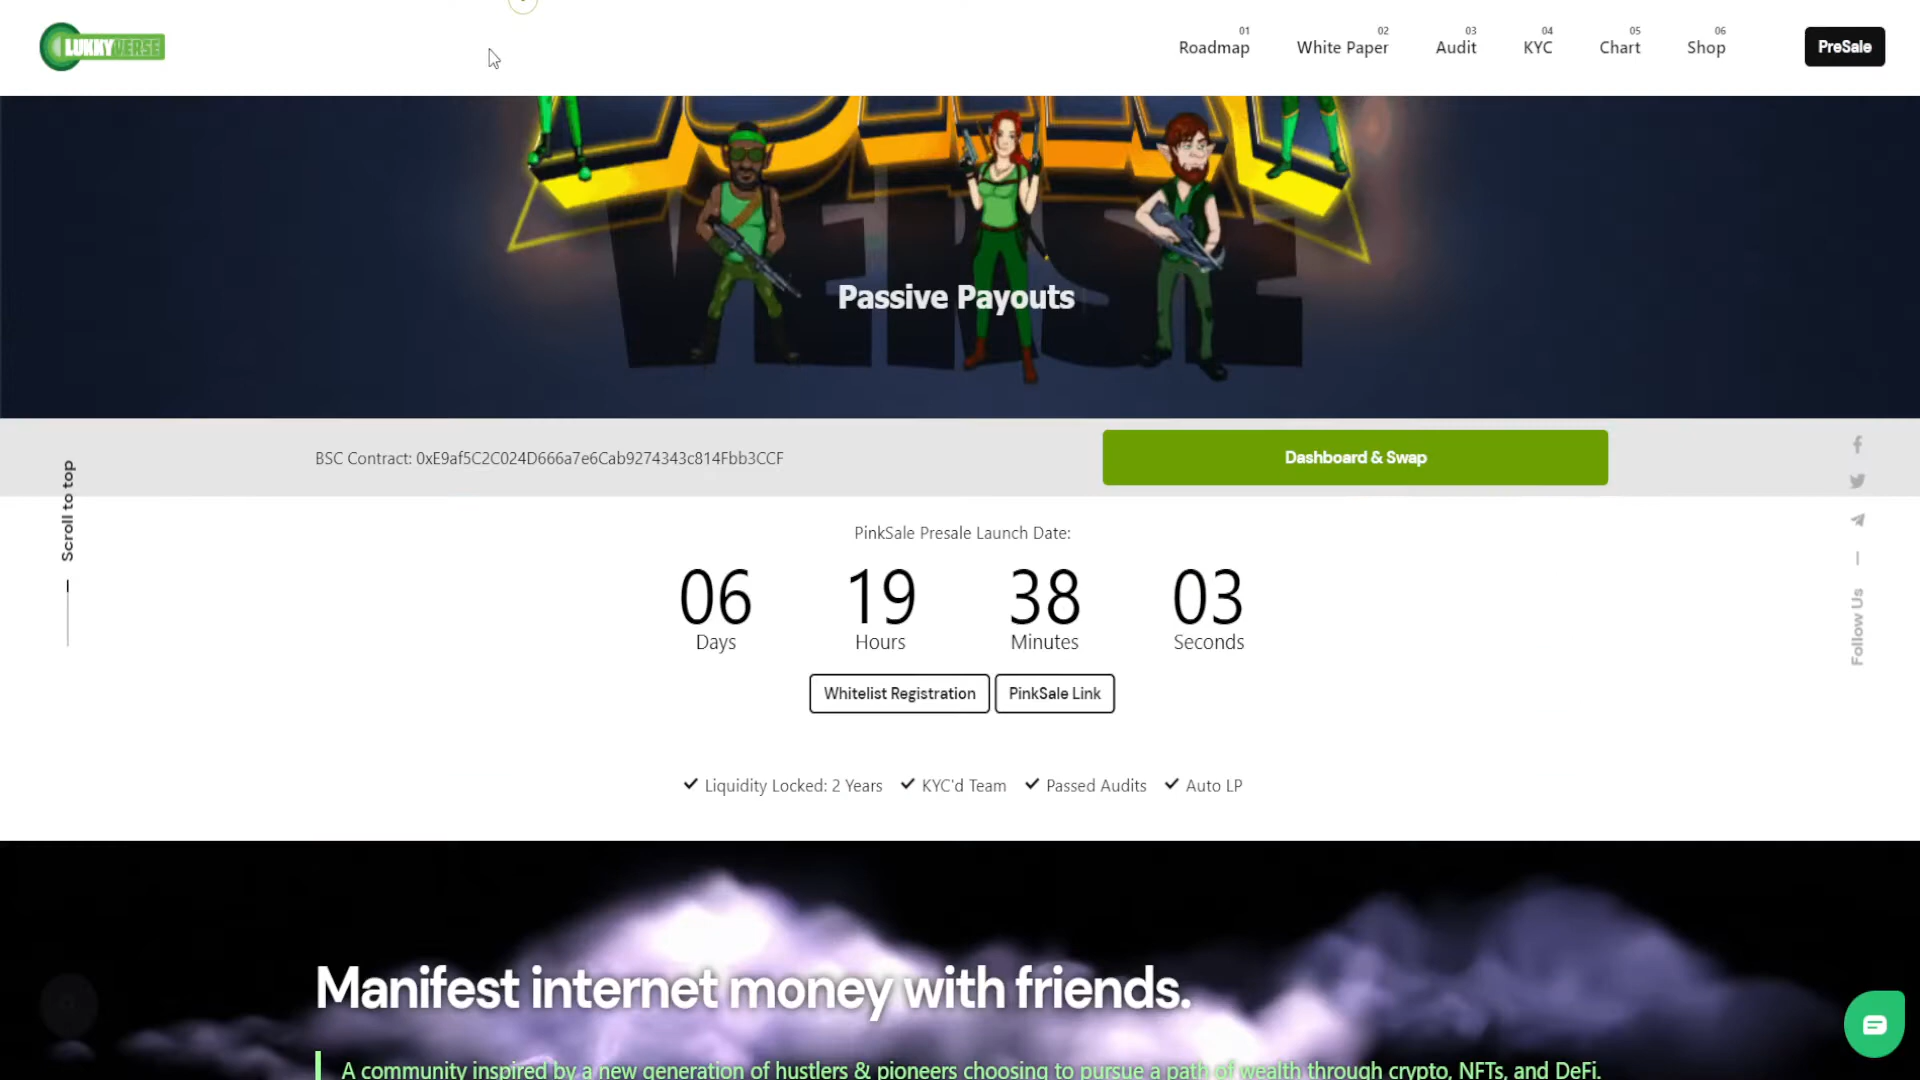 LUKKYVERSE
01
Roadmap
02
White Paper
03
Audit
04
KYC
05
Chart
06
Shop
PreSale
VERSE
Passive Payouts
BSC Contract: 0xE9af5C2C024D666a7e6Cab9274343c814Fbb3CCF
Dashboard & Swap
Scroll to top
Follow Us
PinkSale Presale Launch Date:
06 19 38 03
Days Hours Minutes Seconds
Whitelist Registration
PinkSale Link
Liquidity Locked: 2 Years
KYC'd Team
Passed Audits
Auto LP
Manifest internet money with friends.
A community inspired by a new generation of hustlers & pioneers choosing to pursue a path of wealth through crypto, NFTs, and DeFi.